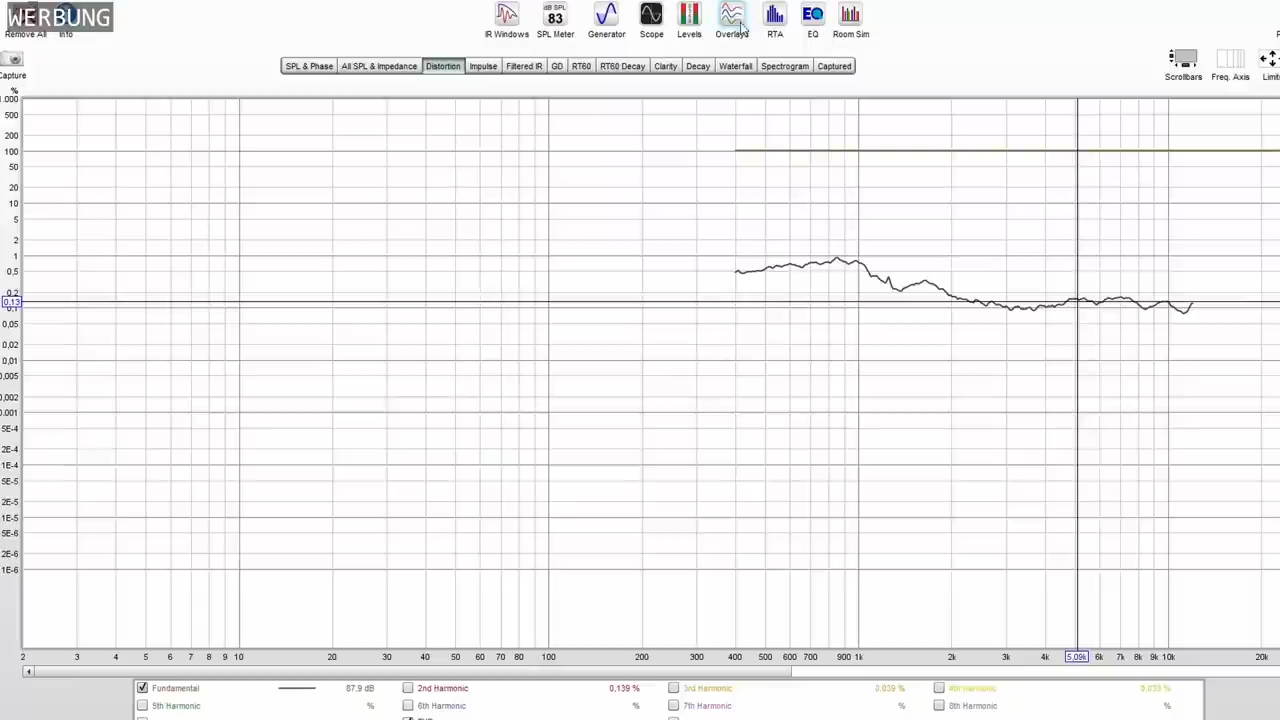 WERBUNG
Remove All Info
dB SPL
83
IR Windows SPL Meter Generator Scope Levels Overlays RTA EQ Room Sim
EQ
Capture
SPL & Phase All SPL & Impedance Distortion Impulse Filtered IR GD RT60 RT60 Decay Clarity Decay Waterfall Spectrogram Captured
Scrollbars Freq. Axis
%
500
200
100
50
20
10
5
2
1
0,5
0,2
0,13
0,1
0,05
0,02
0,01
5E-4
2E-4
1E-4
5E-5
2E-5
1E-5
5E-6
2E-6
1E-6
2 3 4 5 6 7 8 9 10 20 30 40 50 60 80 100 200 300 400 500 600 700 900 1k 2k 3k 4k 5,09k 6k 7k 8k 9k 10k 20k
Fundamental 87.9 dB 2nd Harmonic 0,139 % 3rd Harmonic 0,039 % 4th Harmonic
5th Harmonic % 6th Harmonic % 7th Harmonic % 8th Harmonic %